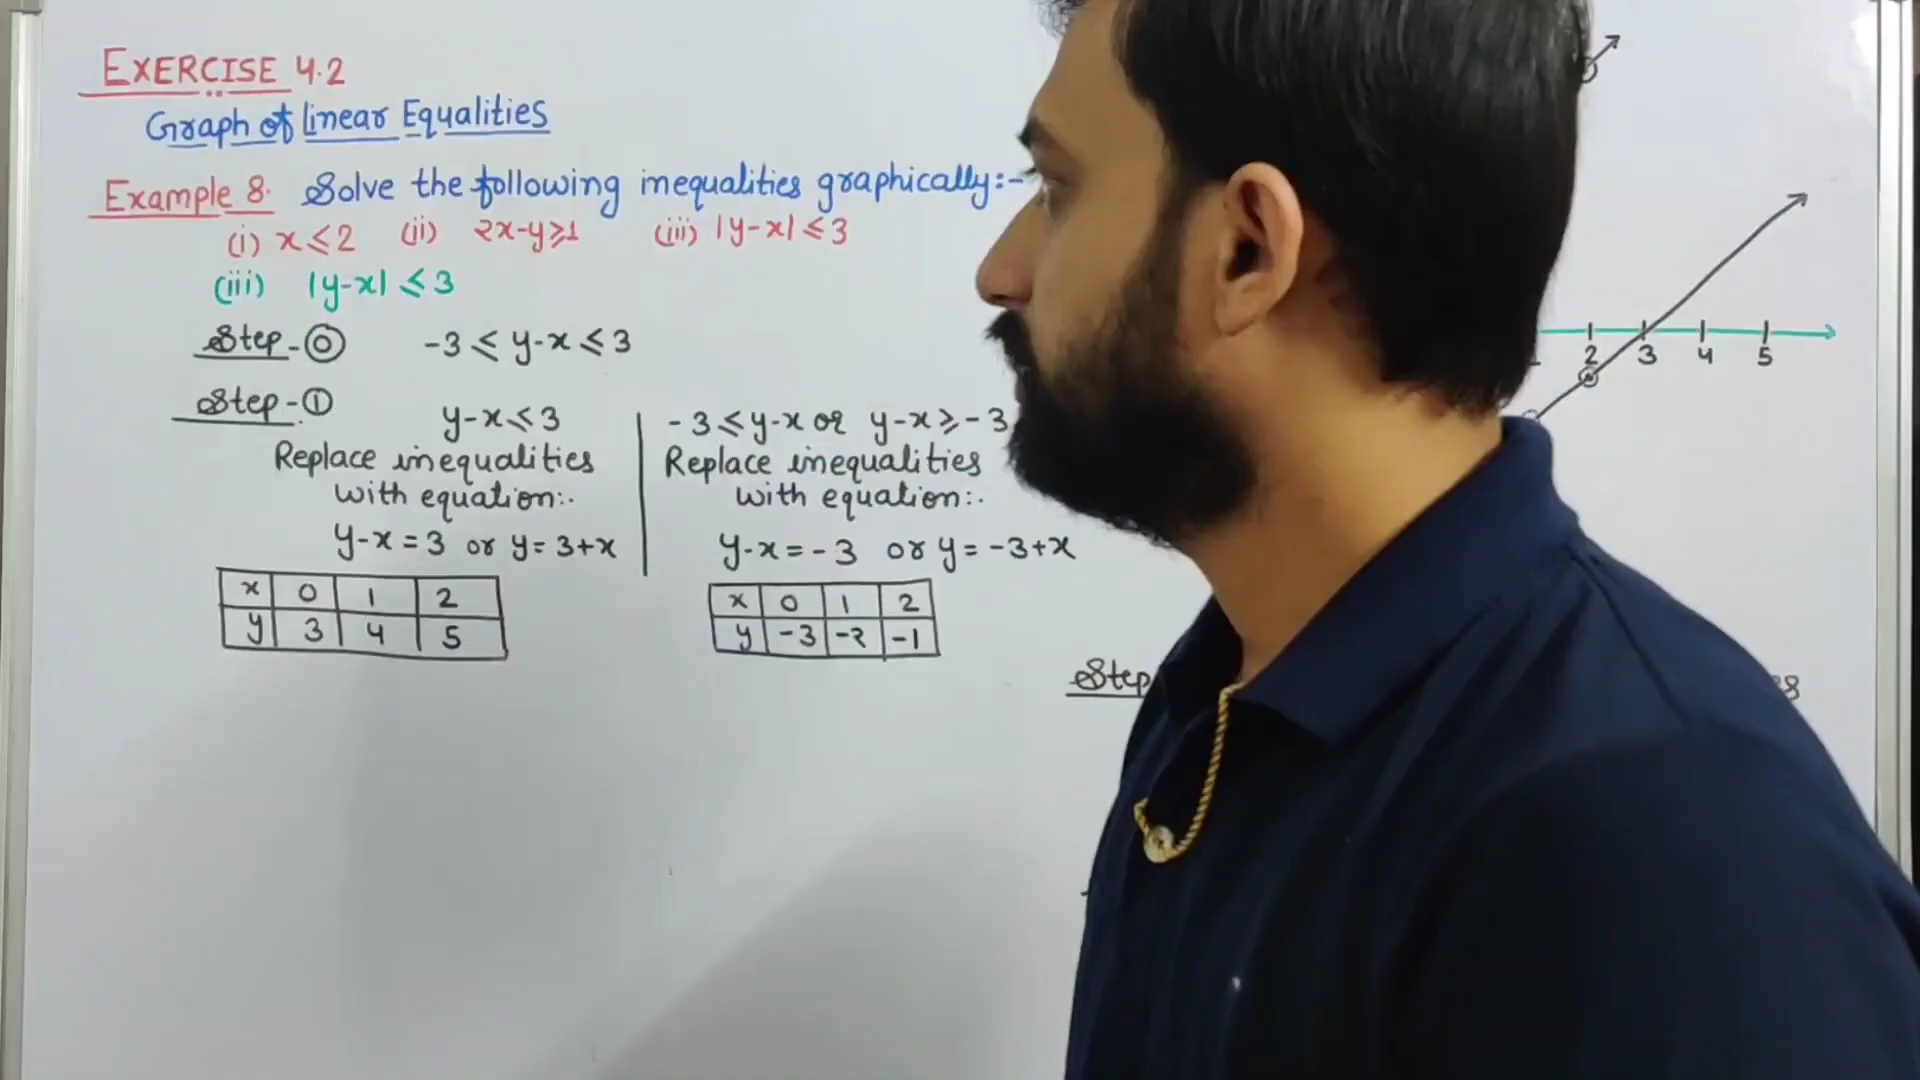 EXERCISE 4.2
Graph of linear Equalities
Example 8. Solve the following inequalities graphically:-
(i) x ≤ 2 (ii) 2x-y≥1 (iii) |y-x| ≤ 3
(iii) |y-x| ≤ 3
Step-⓪ -3 ≤ y-x ≤ 3
Step-①
y-x ≤ 3
Replace inequalities
with equation:.
y-x = 3 or y = 3+x
x 0 1 2
y 3 4 5
-3 ≤ y-x or y-x ≥ -3
Replace inequalities
with equation:.
y-x = -3 or y = -3+x
x 0 1 2
y -3 -2 -1
2 3 4 5
Step